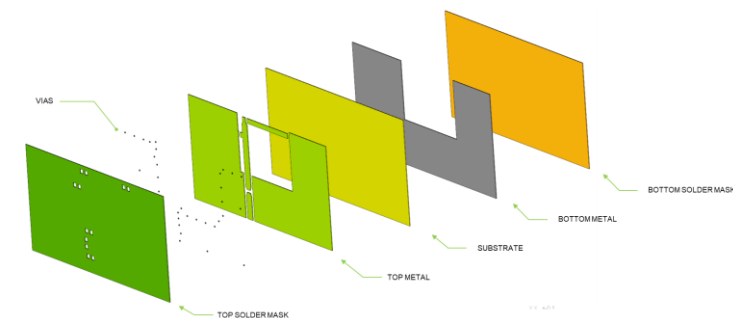 VIAS
BOTTOM SOLDER MASK
BOTTOM METAL
SUBSTRATE
TOP METAL
TOP SOLDER MASK